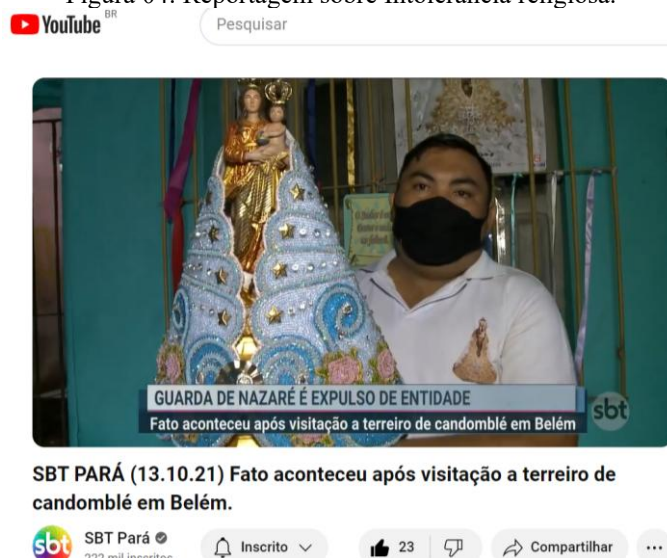 Figura 04: Reportagem sobre Intolerância religiosa.
YouTube BR
Pesquisar
GUARDA DE NAZARÉ É EXPULSO DE ENTIDADE
Fato aconteceu após visitação a terreiro de candomblé em Belém
sbt
SBT PARÁ (13.10.21) Fato aconteceu após visitação a terreiro de
candomblé em Belém.
sbt
SBT Pará
Inscrito
23
Compartilhar
222 mil inscritos